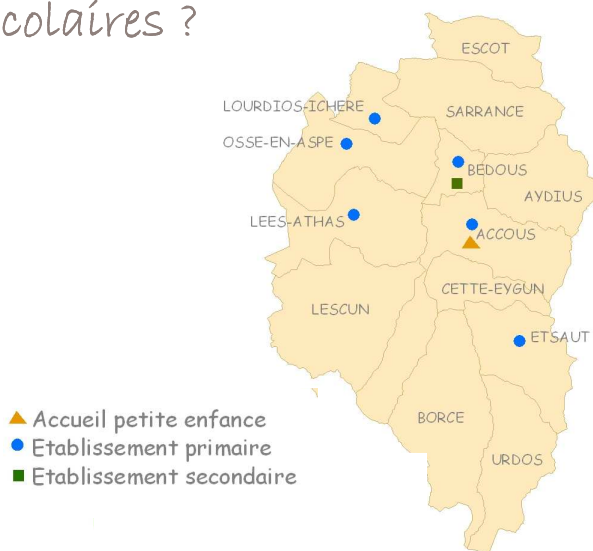 colaires ?
ESCOT
LOURDIOS-ICHERE
SARRANCE
OSSE-EN-ASPE
BEDOUS
AYDIUS
LEES-ATHAS
ACCOUS
CETTE-EYGUN
LESCUN
ETSAUT
BORCE
URDOS
Accueil petite enfance
Etablissement primaire
Etablissement secondaire